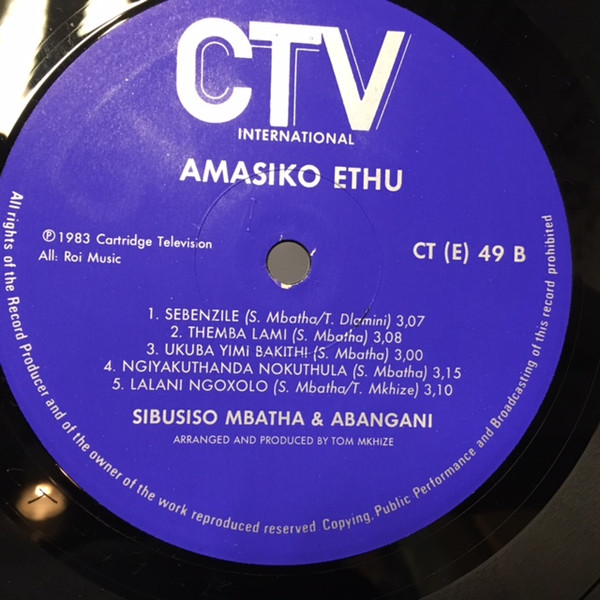 CTV
INTERNATIONAL
AMASIKO ETHU
℗ 1983 Cartridge Television
All: Roi Music
CT (E) 49 B
1. SEBENZILE (S. Mbatha/T. Dlamini) 3,07
2. THEMBA LAMI (S. Mbatha) 3,08
3. UKUBA YIMI BAKITHI (S. Mbatha) 3,00
4. NGIYAKUTHANDA NOKUTHULA (S. Mbatha) 3,15
5. LALANI NGOXOLO (S. Mbatha/T. Mkhize) 3,10
SIBUSISO MBATHA & ABANGANI
ARRANGED AND PRODUCED BY TOM MKHIZE
All rights of the Record Producer and of the owner of the work reproduced reserved Copying, Public Performance and Broadcasting of this record prohibited